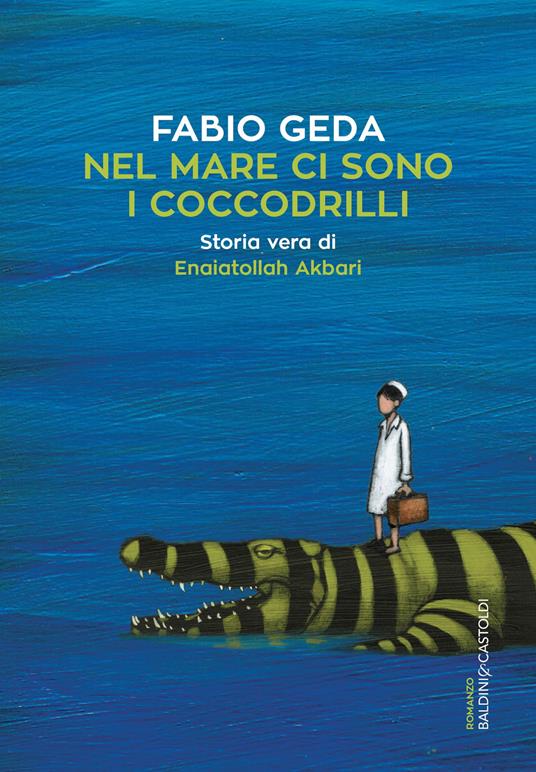 FABIO GEDA
NEL MARE CI SONO
I COCCODRILLI
Storia vera di
Enaiatollah Akbari
ROMANZO
BALDINI&CASTOLDI